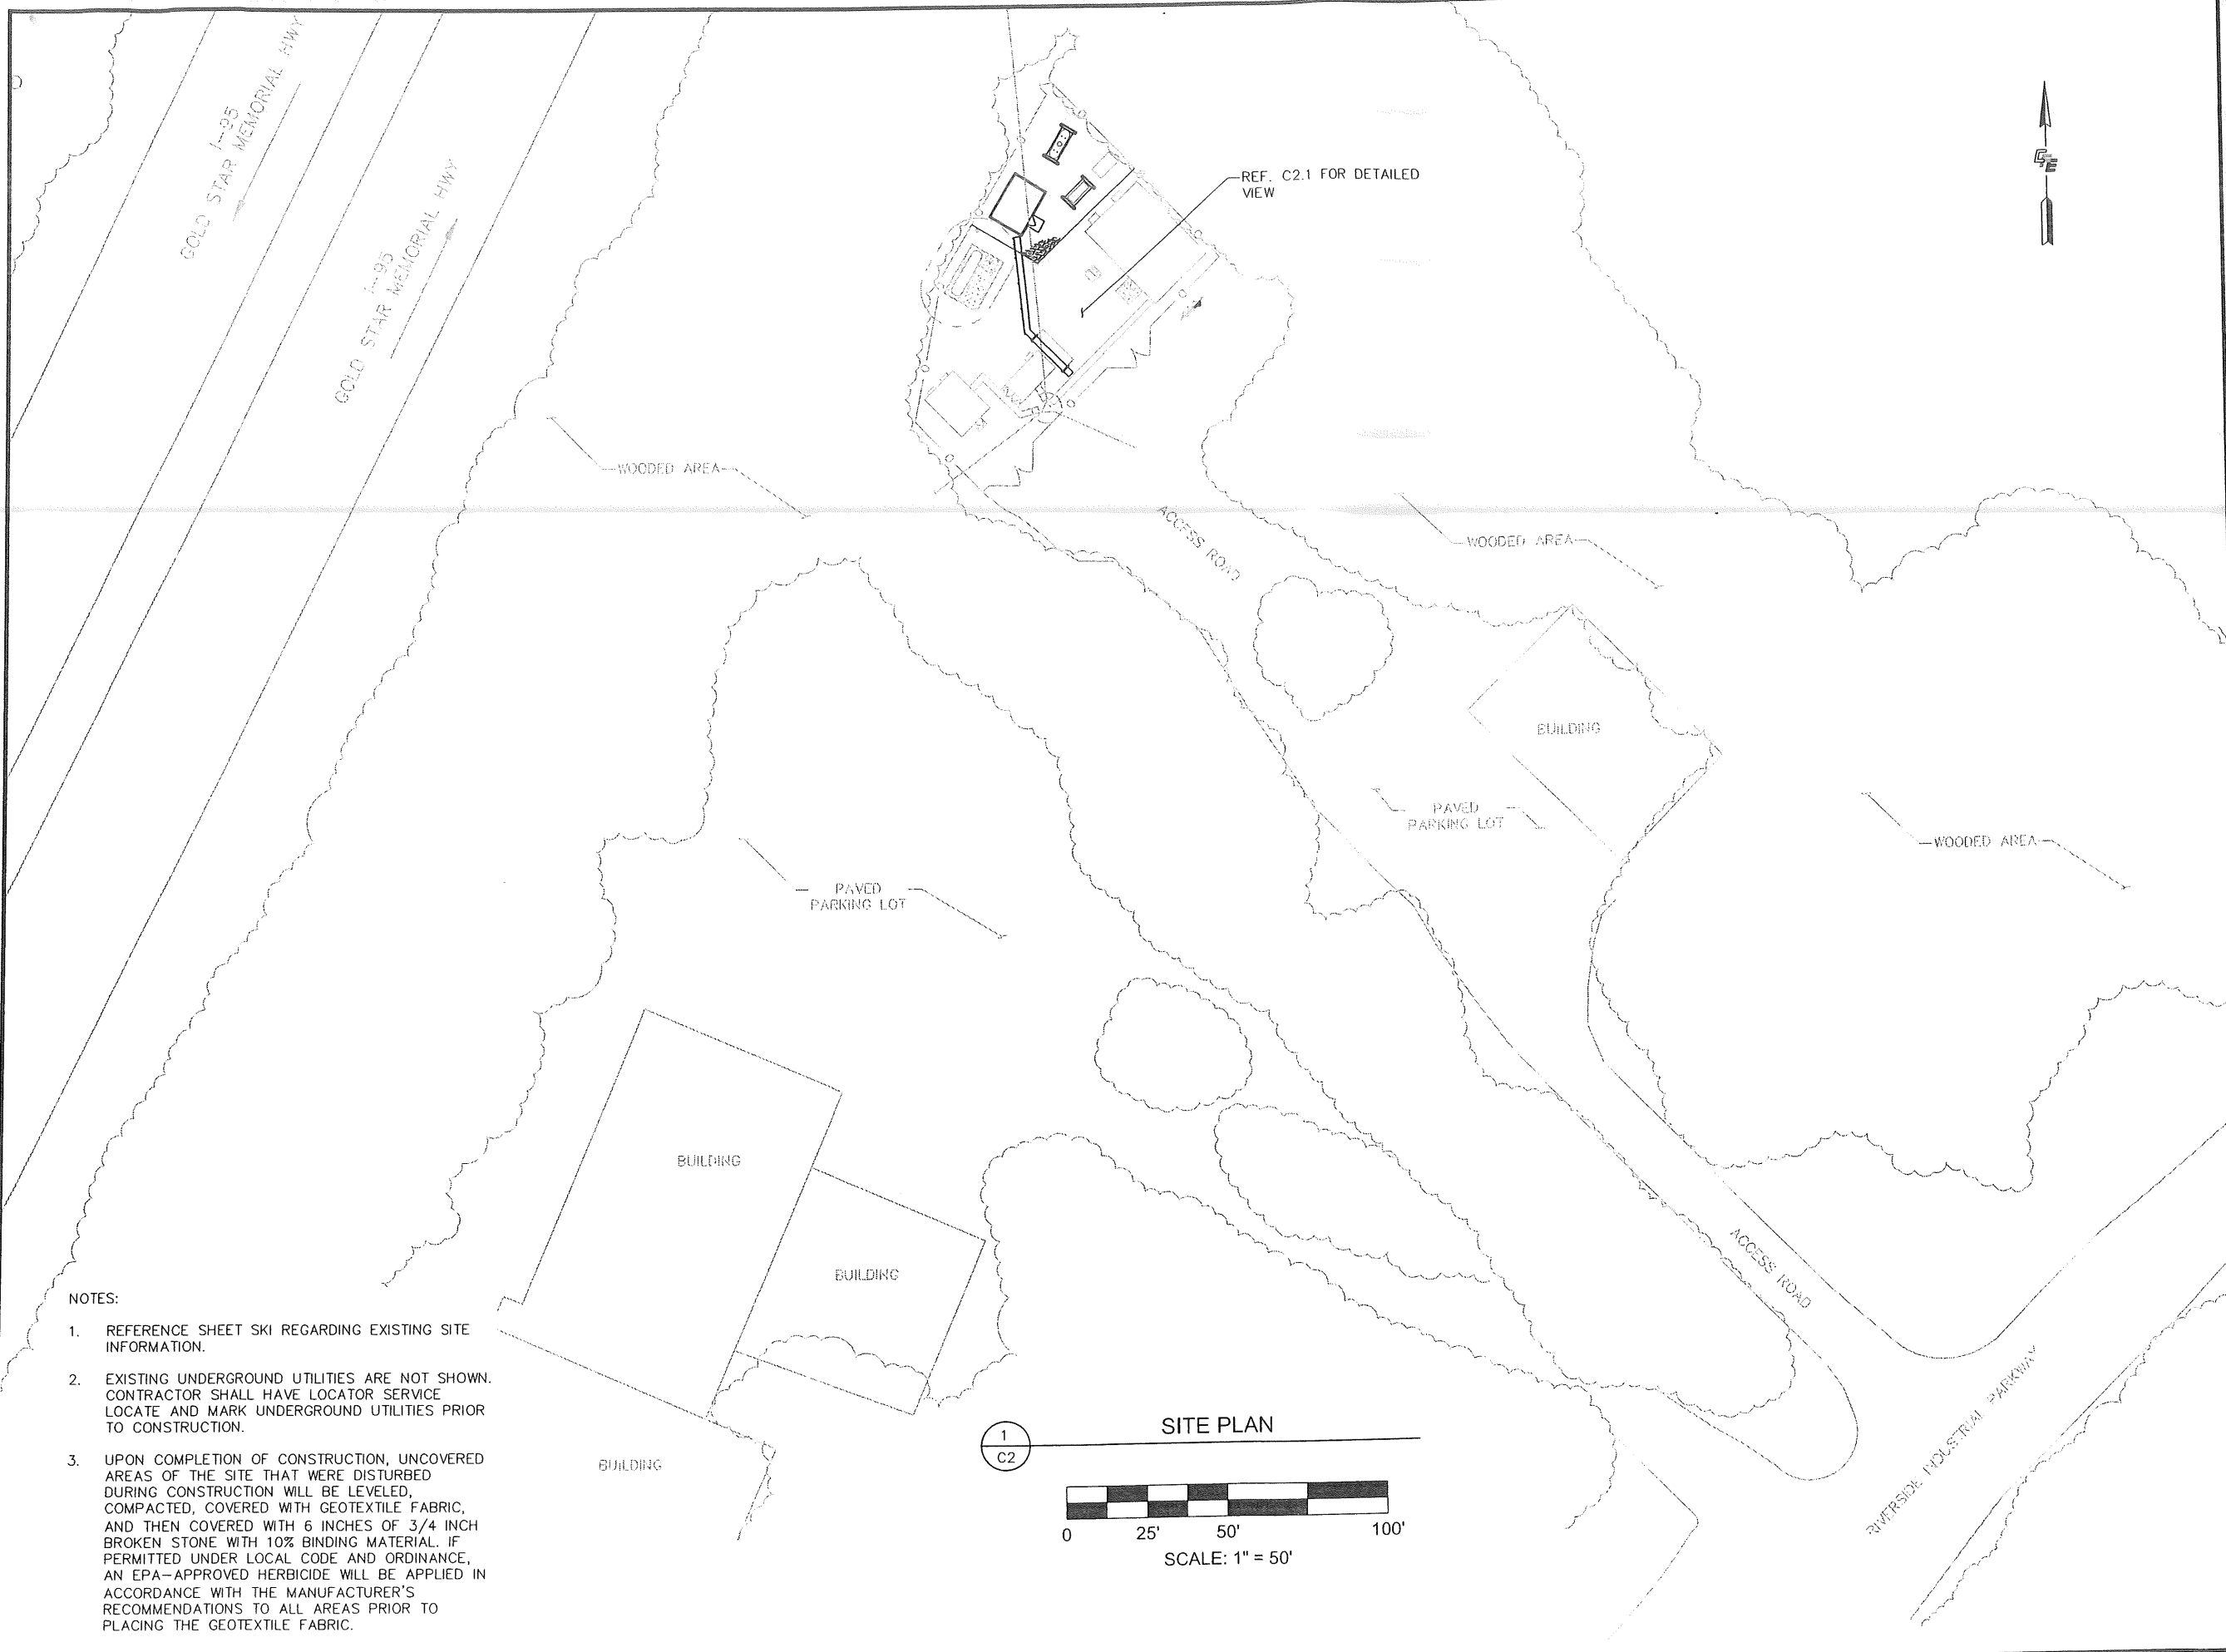 I-95
GOLD STAR MEMORIAL HWY
I-95
GOLD STAR MEMORIAL HWY
REF. C2.1 FOR DETAILED
VIEW
WOODED AREA
ACCESS ROAD
WOODED AREA
BUILDING
PAVED
PARKING LOT
WOODED AREA
PAVED
PARKING LOT
BUILDING
BUILDING
ACCESS ROAD
RIVERSIDE INDUSTRIAL PARKWAY
BUILDING
NOTES:
1. REFERENCE SHEET SKI REGARDING EXISTING SITE
INFORMATION.
2. EXISTING UNDERGROUND UTILITIES ARE NOT SHOWN.
CONTRACTOR SHALL HAVE LOCATOR SERVICE
LOCATE AND MARK UNDERGROUND UTILITIES PRIOR
TO CONSTRUCTION.
3. UPON COMPLETION OF CONSTRUCTION, UNCOVERED
AREAS OF THE SITE THAT WERE DISTURBED
DURING CONSTRUCTION WILL BE LEVELED,
COMPACTED, COVERED WITH GEOTEXTILE FABRIC,
AND THEN COVERED WITH 6 INCHES OF 3/4 INCH
BROKEN STONE WITH 10% BINDING MATERIAL. IF
PERMITTED UNDER LOCAL CODE AND ORDINANCE,
AN EPA-APPROVED HERBICIDE WILL BE APPLIED IN
ACCORDANCE WITH THE MANUFACTURER'S
RECOMMENDATIONS TO ALL AREAS PRIOR TO
PLACING THE GEOTEXTILE FABRIC.
1
C2
SITE PLAN
0 25' 50' 100'
SCALE: 1" = 50'